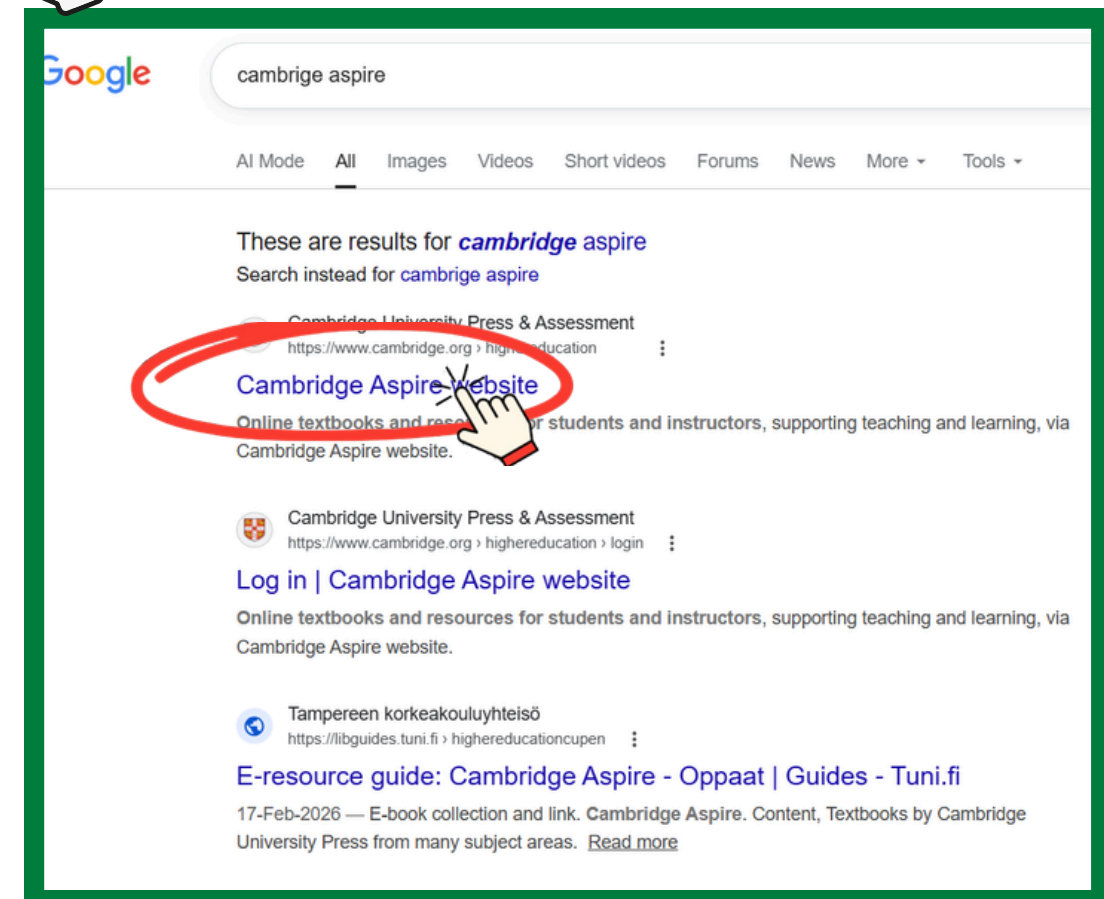 Google
cambrige aspire
AI Mode All Images Videos Short videos Forums News More Tools
These are results for cambridge aspire
Search instead for cambrige aspire
Cambridge University Press & Assessment
https://www.cambridge.org › highereducation
Cambridge Aspire website
Online textbooks and resources for students and instructors, supporting teaching and learning, via
Cambridge Aspire website.
Cambridge University Press & Assessment
https://www.cambridge.org › highereducation › login
Log in | Cambridge Aspire website
Online textbooks and resources for students and instructors, supporting teaching and learning, via
Cambridge Aspire website.
Tampereen korkeakouluyhteisö
https://libguides.tuni.fi › highereducationcupen
E-resource guide: Cambridge Aspire - Oppaat | Guides - Tuni.fi
17-Feb-2026 — E-book collection and link. Cambridge Aspire. Content, Textbooks by Cambridge
University Press from many subject areas. Read more